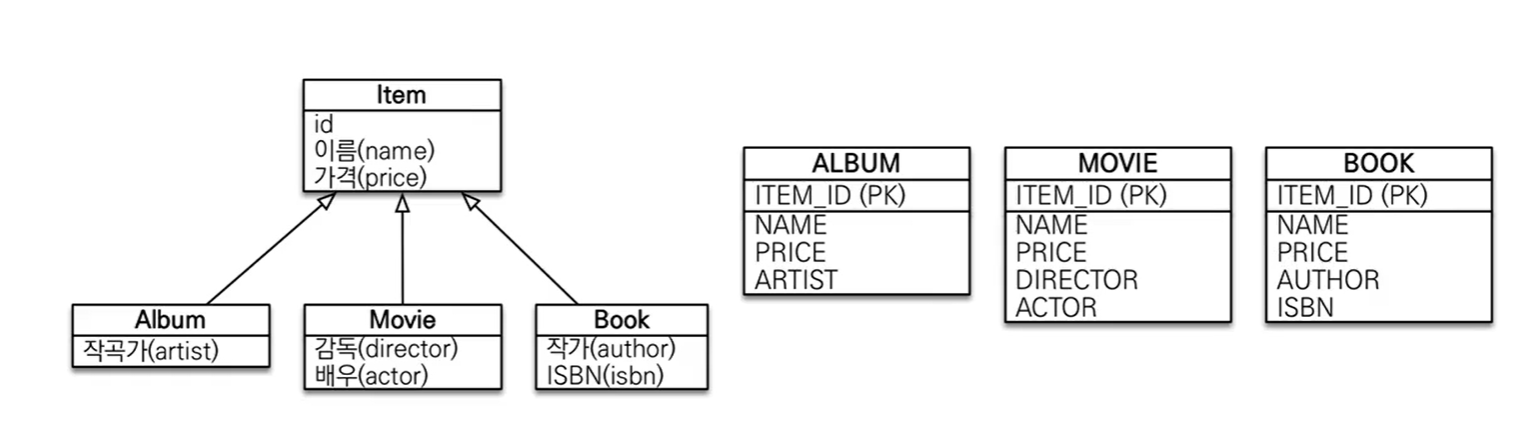 Item
id
이름(name)
가격(price)
Album
작곡가(artist)
Movie
감독(director)
배우(actor)
Book
작가(author)
ISBN(isbn)
ALBUM
ITEM_ID (PK)
NAME
PRICE
ARTIST
MOVIE
ITEM_ID (PK)
NAME
PRICE
DIRECTOR
ACTOR
BOOK
ITEM_ID (PK)
NAME
PRICE
AUTHOR
ISBN